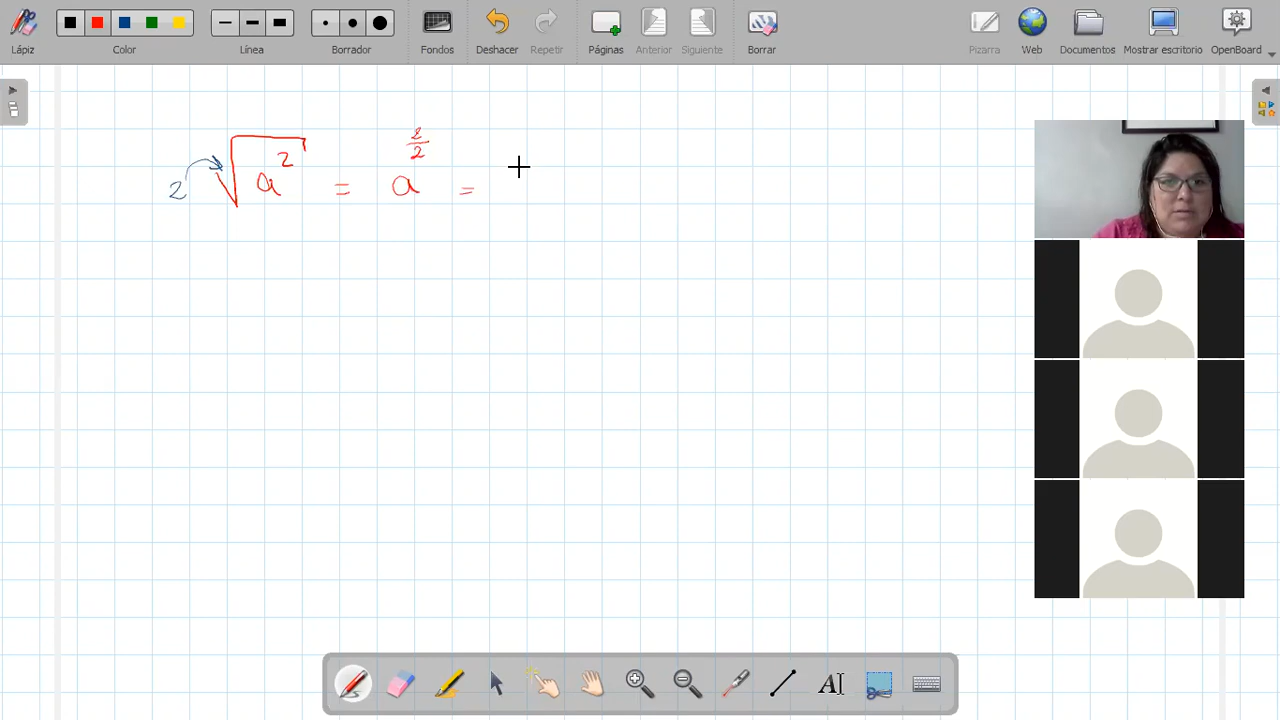 Lápiz Color Línea Borrador Fondos Deshacer Repetir Páginas Anterior Siguiente Borrar Pizarra Web Documentos Mostrar escritorio OpenBoard
2 √a² = a^(2/2) =
A